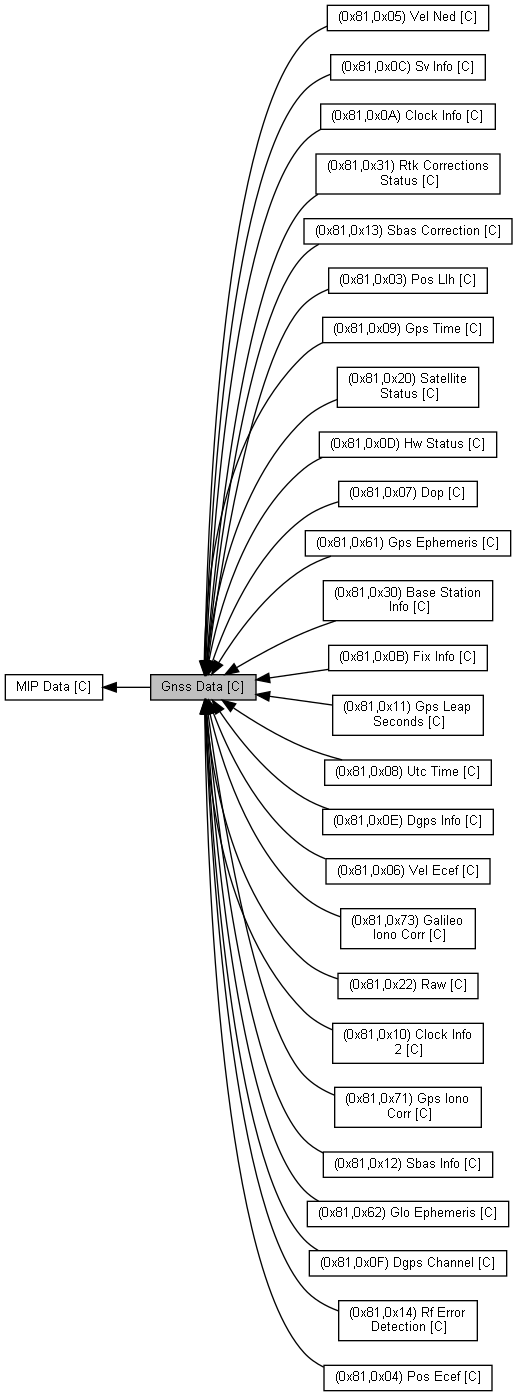 (0x81,0x05) Vel Ned [C]
(0x81,0x0C) Sv Info [C]
(0x81,0x0A) Clock Info [C]
(0x81,0x31) Rtk Corrections
Status [C]
(0x81,0x13) Sbas Correction [C]
(0x81,0x03) Pos Llh [C]
(0x81,0x09) Gps Time [C]
(0x81,0x20) Satellite
Status [C]
(0x81,0x0D) Hw Status [C]
(0x81,0x07) Dop [C]
(0x81,0x61) Gps Ephemeris [C]
(0x81,0x30) Base Station
Info [C]
(0x81,0x0B) Fix Info [C]
MIP Data [C]
Gnss Data [C]
(0x81,0x11) Gps Leap
Seconds [C]
(0x81,0x08) Utc Time [C]
(0x81,0x0E) Dgps Info [C]
(0x81,0x06) Vel Ecef [C]
(0x81,0x73) Galileo
Iono Corr [C]
(0x81,0x22) Raw [C]
(0x81,0x10) Clock Info
2 [C]
(0x81,0x71) Gps Iono
Corr [C]
(0x81,0x12) Sbas Info [C]
(0x81,0x62) Glo Ephemeris [C]
(0x81,0x0F) Dgps Channel [C]
(0x81,0x14) Rf Error
Detection [C]
(0x81,0x04) Pos Ecef [C]